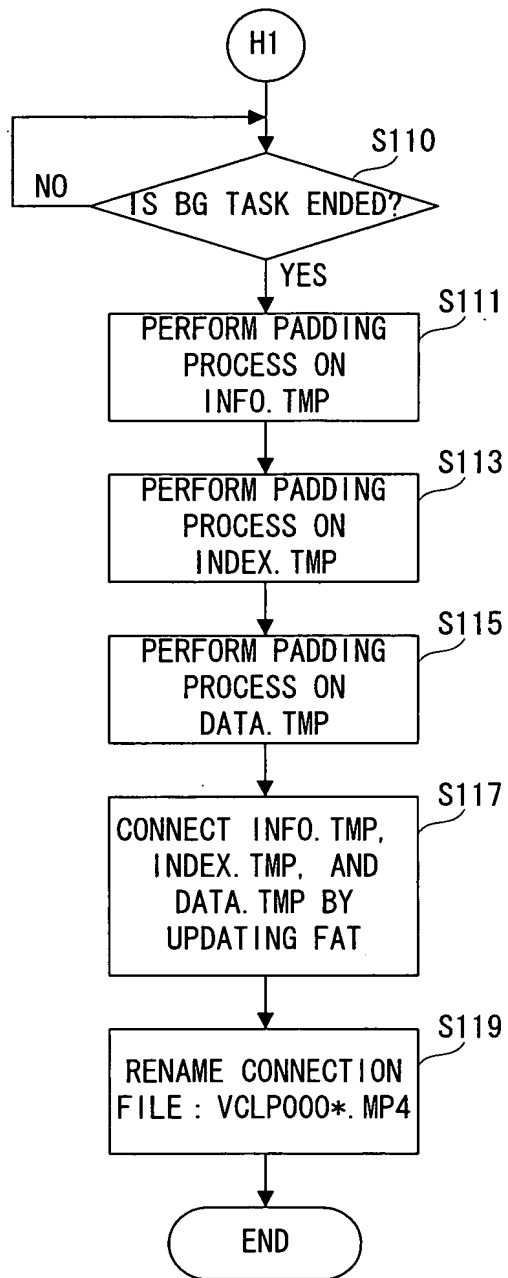 H1
S110
NO
IS BG TASK ENDED?
YES
S111
PERFORM PADDING
PROCESS ON
INFO.TMP
S113
PERFORM PADDING
PROCESS ON
INDEX.TMP
S115
PERFORM PADDING
PROCESS ON
DATA.TMP
S117
CONNECT INFO.TMP,
INDEX.TMP, AND
DATA.TMP BY
UPDATING FAT
S119
RENAME CONNECTION
FILE : VCLP000*.MP4
END